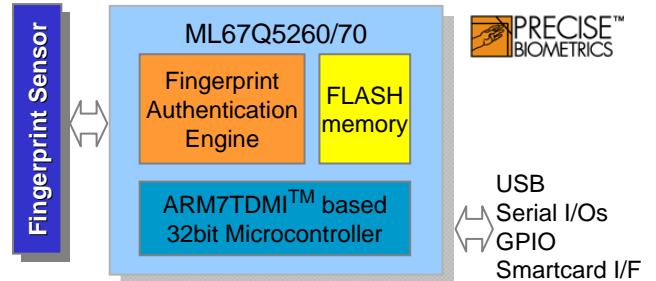 Fingerprint Sensor
ML67Q5260/70
Fingerprint
Authentication
Engine
FLASH
memory
ARM7TDMI™ based
32bit Microcontroller
PRECISE™
BIOMETRICS
USB
Serial I/Os
GPIO
Smartcard I/F